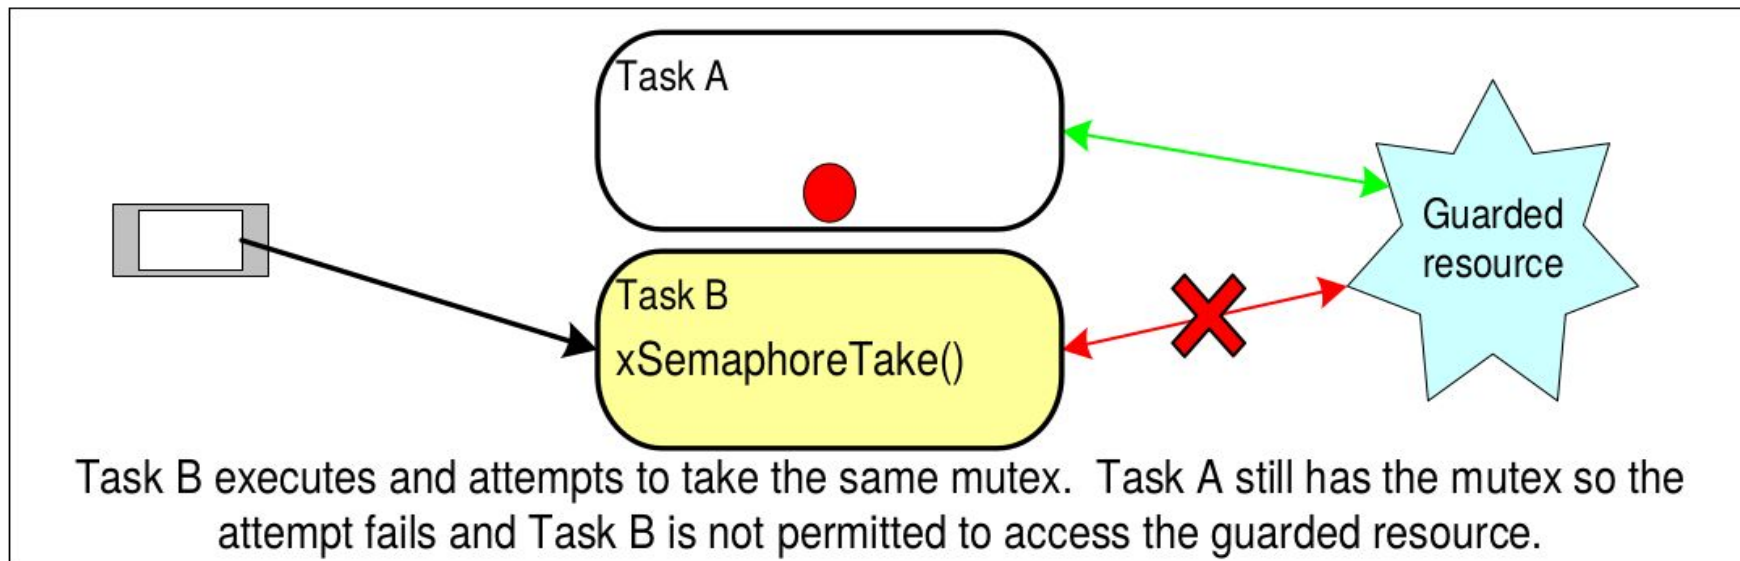 Task A
Guarded
resource
Task B
xSemaphoreTake()
Task B executes and attempts to take the same mutex.  Task A still has the mutex so the
attempt fails and Task B is not permitted to access the guarded resource.